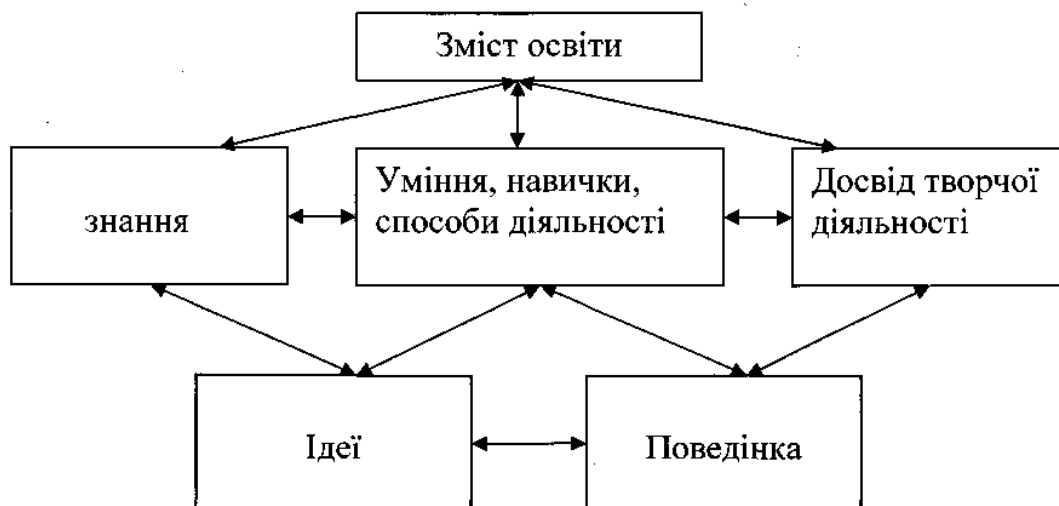 Зміст освіти
знання
Уміння, навички,
способи діяльності
Досвід творчої
діяльності
Ідеї
Поведінка